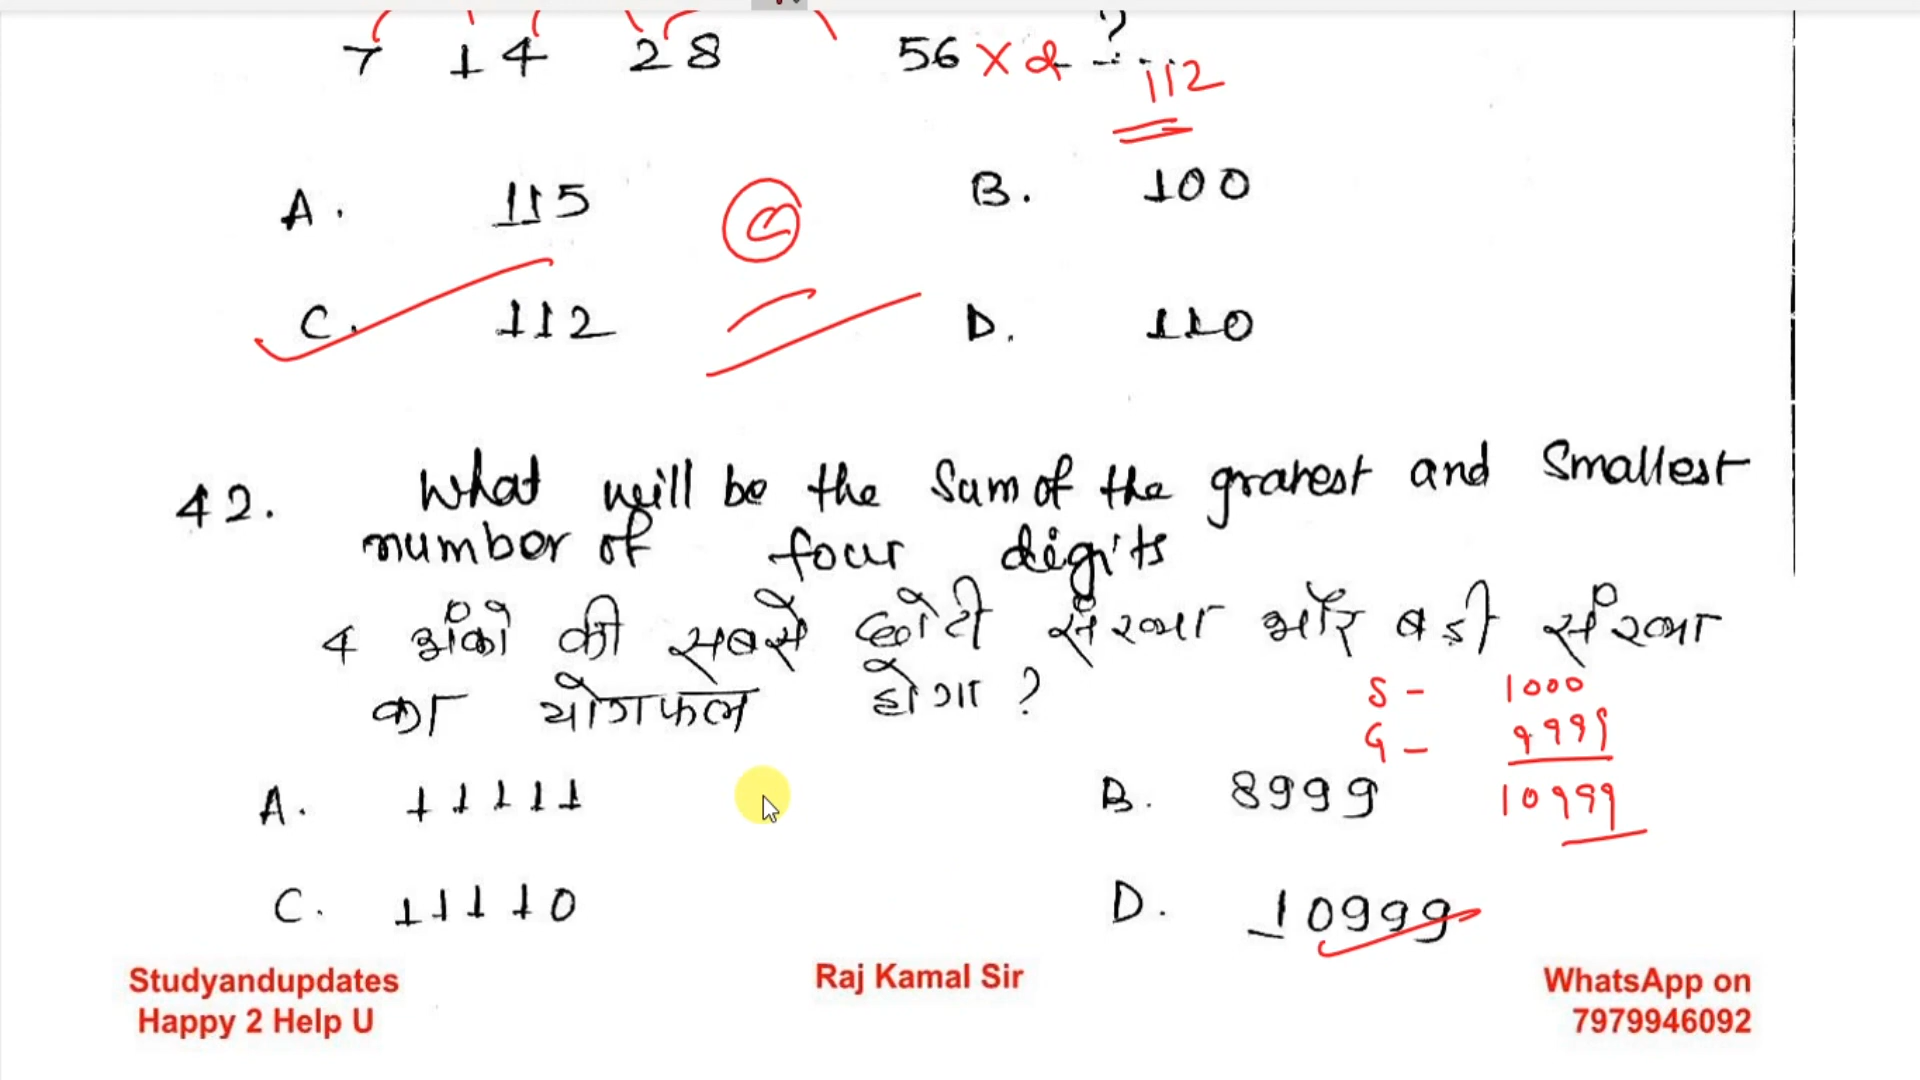 7 14 28 56 × 2 ?
112
A. 115 B. 100
C. 112 D. 110
42. What will be the Sum of the gratest and Smallest
number of four digits
4 अंको की सबसे छोटी संख्या और बडी संख्या
का योगफल होगा ?
S - 1000
G - 9999
10999
A. 11111 B. 8999
C. 11110 D. 10999
Studyandupdates
Happy 2 Help U
Raj Kamal Sir
WhatsApp on
7979946092